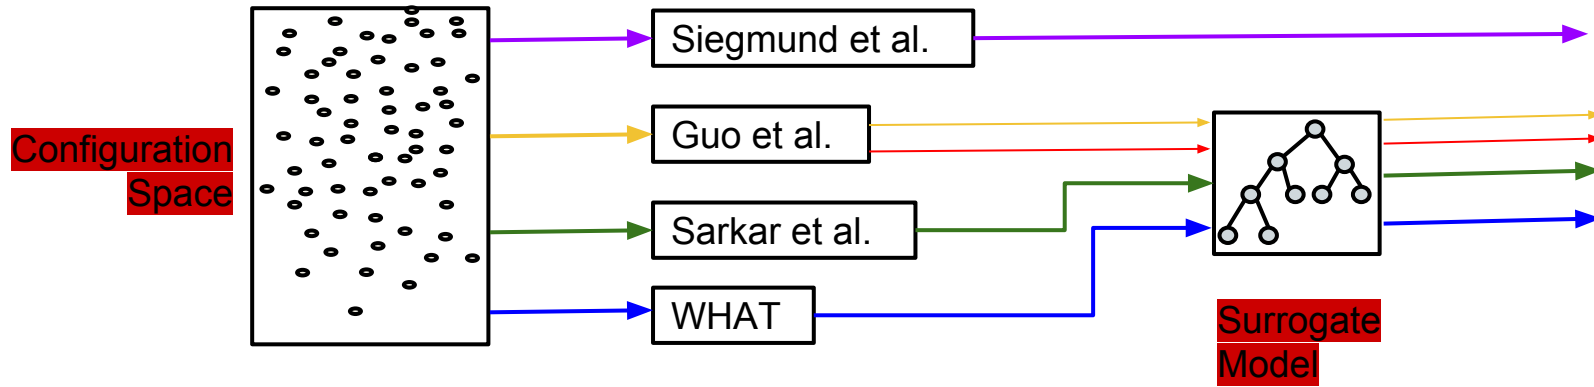 Siegmund et al.
Guo et al.
Configuration
Space
Sarkar et al.
WHAT
Surrogate
Model